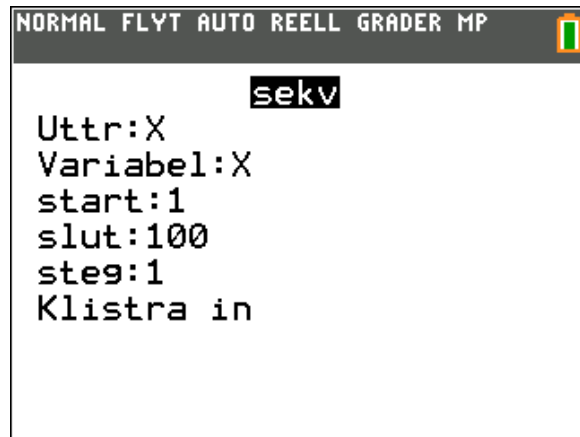 NORMAL FLYT AUTO REELL GRADER MP
sekv
Uttr:X
Variabel:X
start:1
slut:100
steg:1
Klistra in